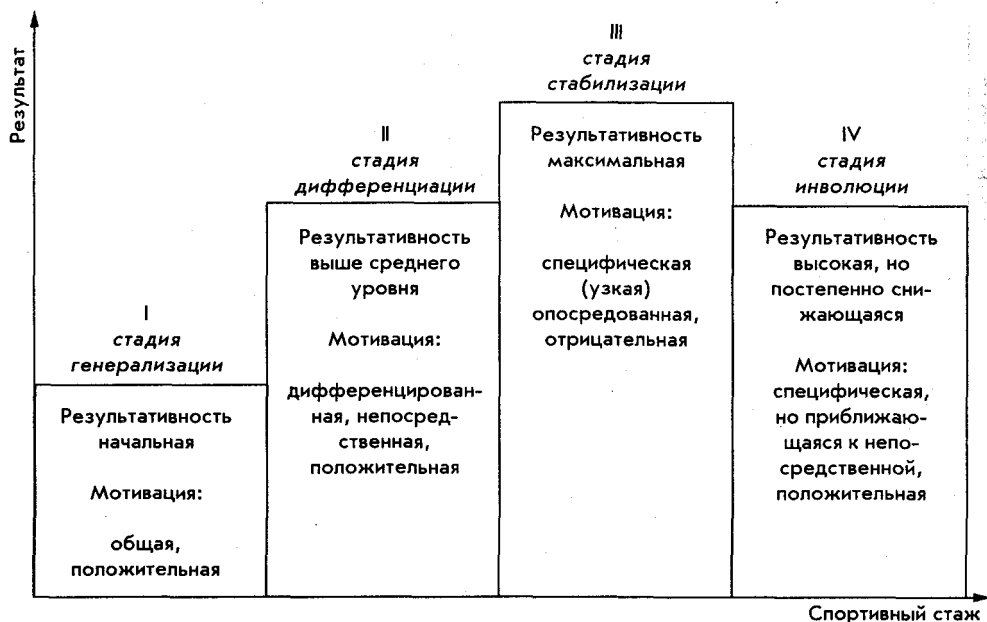 Результат
I
стадия
генерализации
Результативность
начальная
Мотивация:
общая,
положительная
II
стадия
дифференциации
Результативность
выше среднего
уровня
Мотивация:
дифференцирован-
ная, непосред-
ственная,
положительная
III
стадия
стабилизации
Результативность
максимальная
Мотивация:
специфическая
(узкая)
опосредованная,
отрицательная
IV
стадия
инволюции
Результативность
высокая, но
постепенно сни-
жающаяся
Мотивация:
специфическая,
но приближаю-
щаяся к непо-
средственной,
положительная
Спортивный стаж